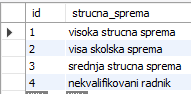 id strucna_sprema
1 visoka strucna sprema
2 visa skolska sprema
3 srednja strucna sprema
4 nekvalifikovani radnik